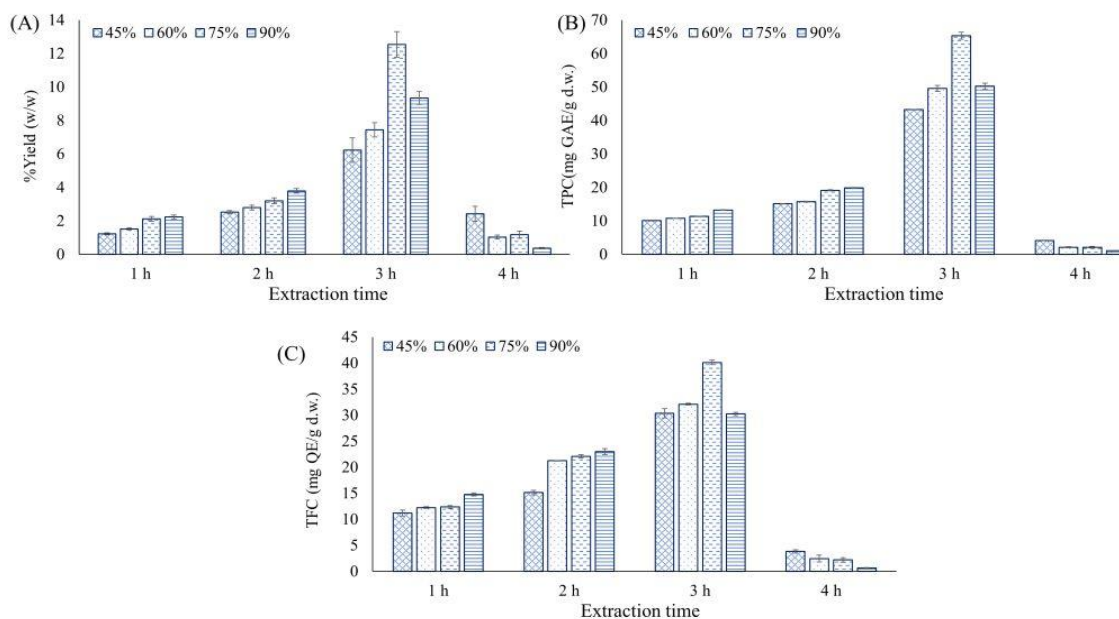 (A)
14
12
10
8
6
4
2
0
%Yield (w/w)
45% 60% 75% 90%
1 h 2 h 3 h 4 h
Extraction time
(B)
70
60
50
40
30
20
10
0
TPC(mg GAE/g d.w.)
45% 60% 75% 90%
1 h 2 h 3 h 4 h
Extraction time
(C)
45
40
35
30
25
20
15
10
5
0
TFC (mg QE/g d.w.)
45% 60% 75% 90%
1 h 2 h 3 h 4 h
Extraction time